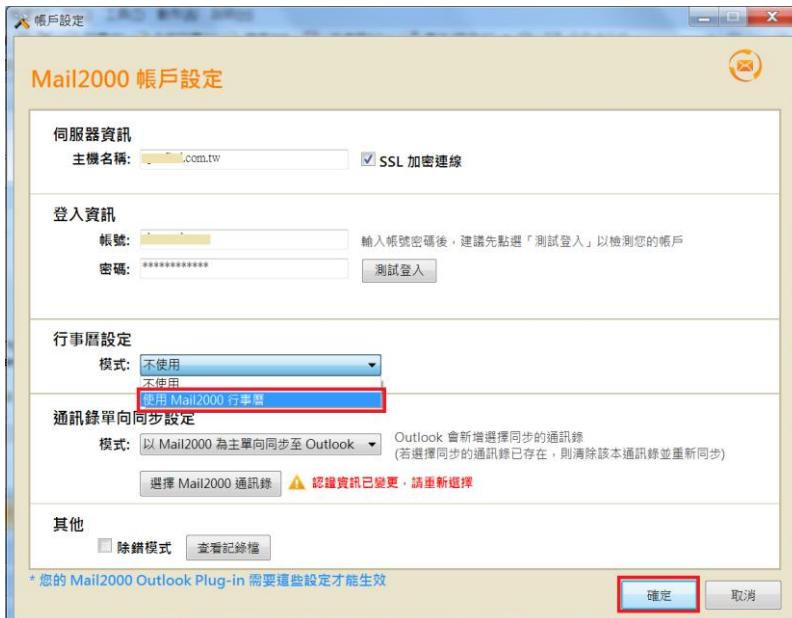 帳戶設定
Mail2000 帳戶設定
伺服器資訊
主機名稱: .com.tw SSL 加密連線
登入資訊
帳號: 輸入帳號密碼後，建議先點選「測試登入」以檢測您的帳戶
密碼: ************ 測試登入
行事曆設定
模式: 不使用
不使用
使用 Mail2000 行事曆
通訊錄單向同步設定
模式: 以 Mail2000 為主單向同步至 Outlook Outlook 會新增選擇同步的通訊錄
(若選擇同步的通訊錄已存在，則清除該本通訊錄並重新同步)
選擇 Mail2000 通訊錄 認證資訊已變更，請重新選擇
其他
除錯模式 查看記錄檔
* 您的 Mail2000 Outlook Plug-in 需要這些設定才能生效
確定 取消